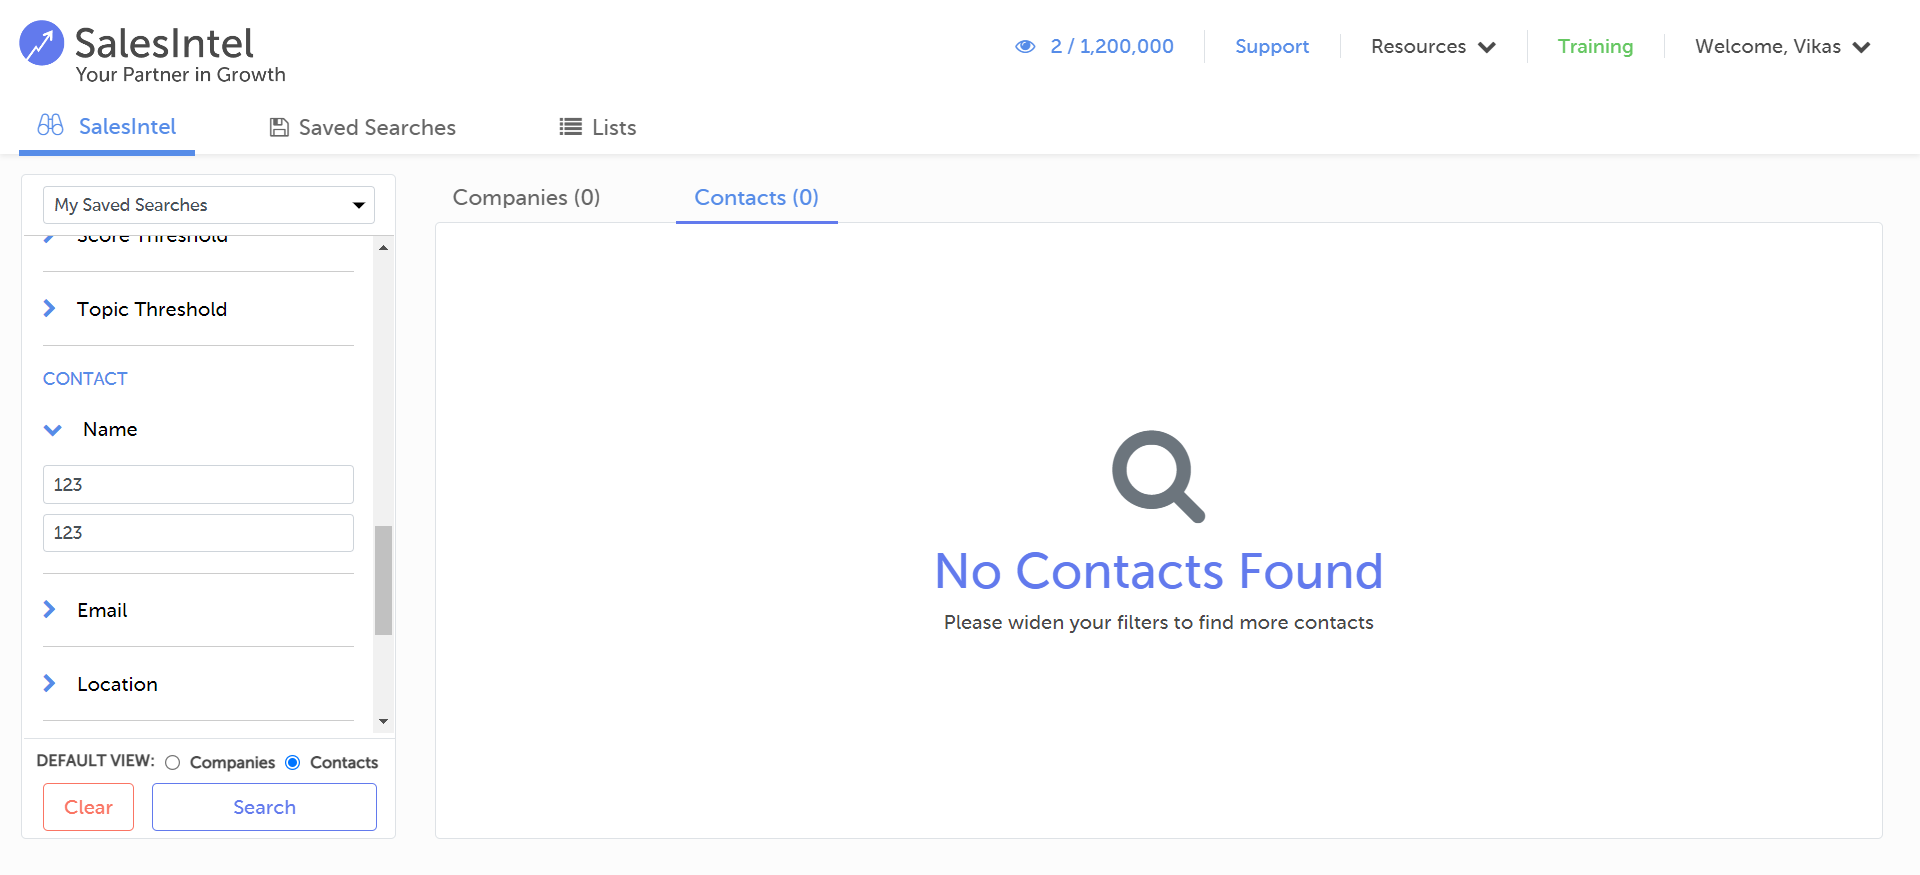 SalesIntel
Your Partner in Growth
2 / 1,200,000
Support
Resources
Training
Welcome, Vikas
SalesIntel
Saved Searches
Lists
My Saved Searches
Score Threshold
Topic Threshold
CONTACT
Name
123
123
Email
Location
DEFAULT VIEW: Companies Contacts
Clear
Search
Companies (0)
Contacts (0)
No Contacts Found
Please widen your filters to find more contacts